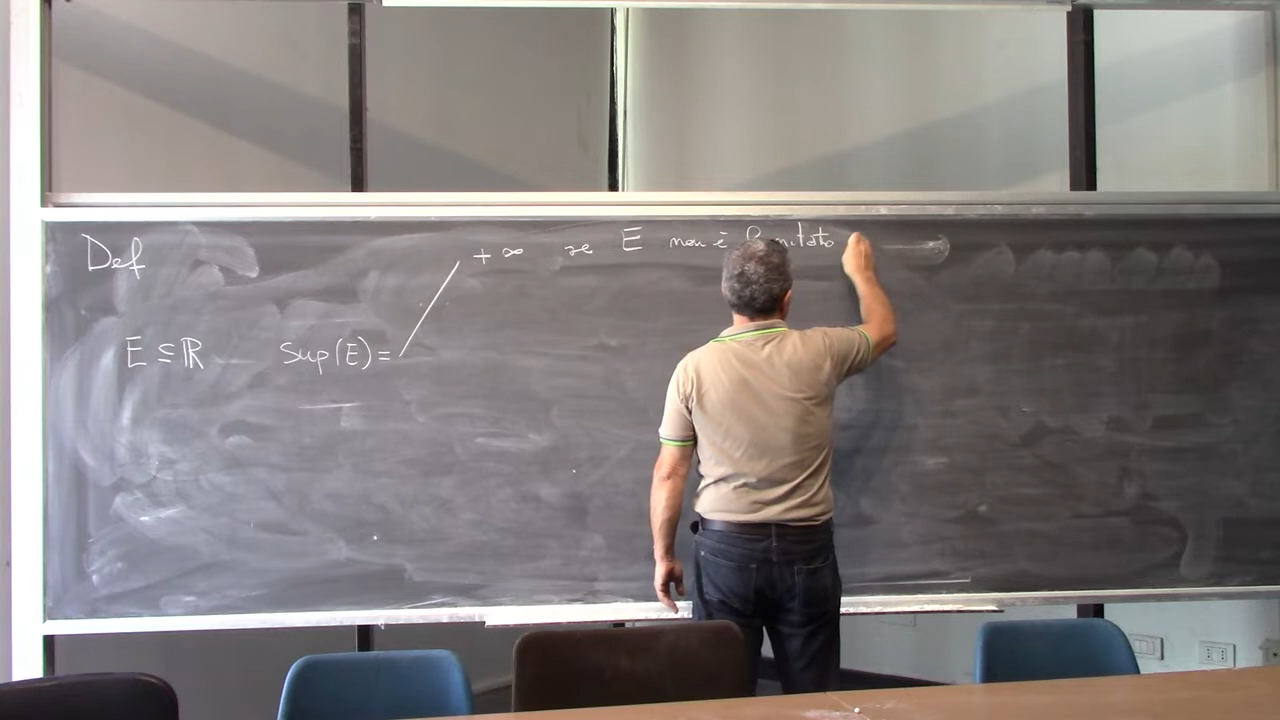 Def
+ ∞ se E non è limitato
E ⊆ ℝ Sup(E) =